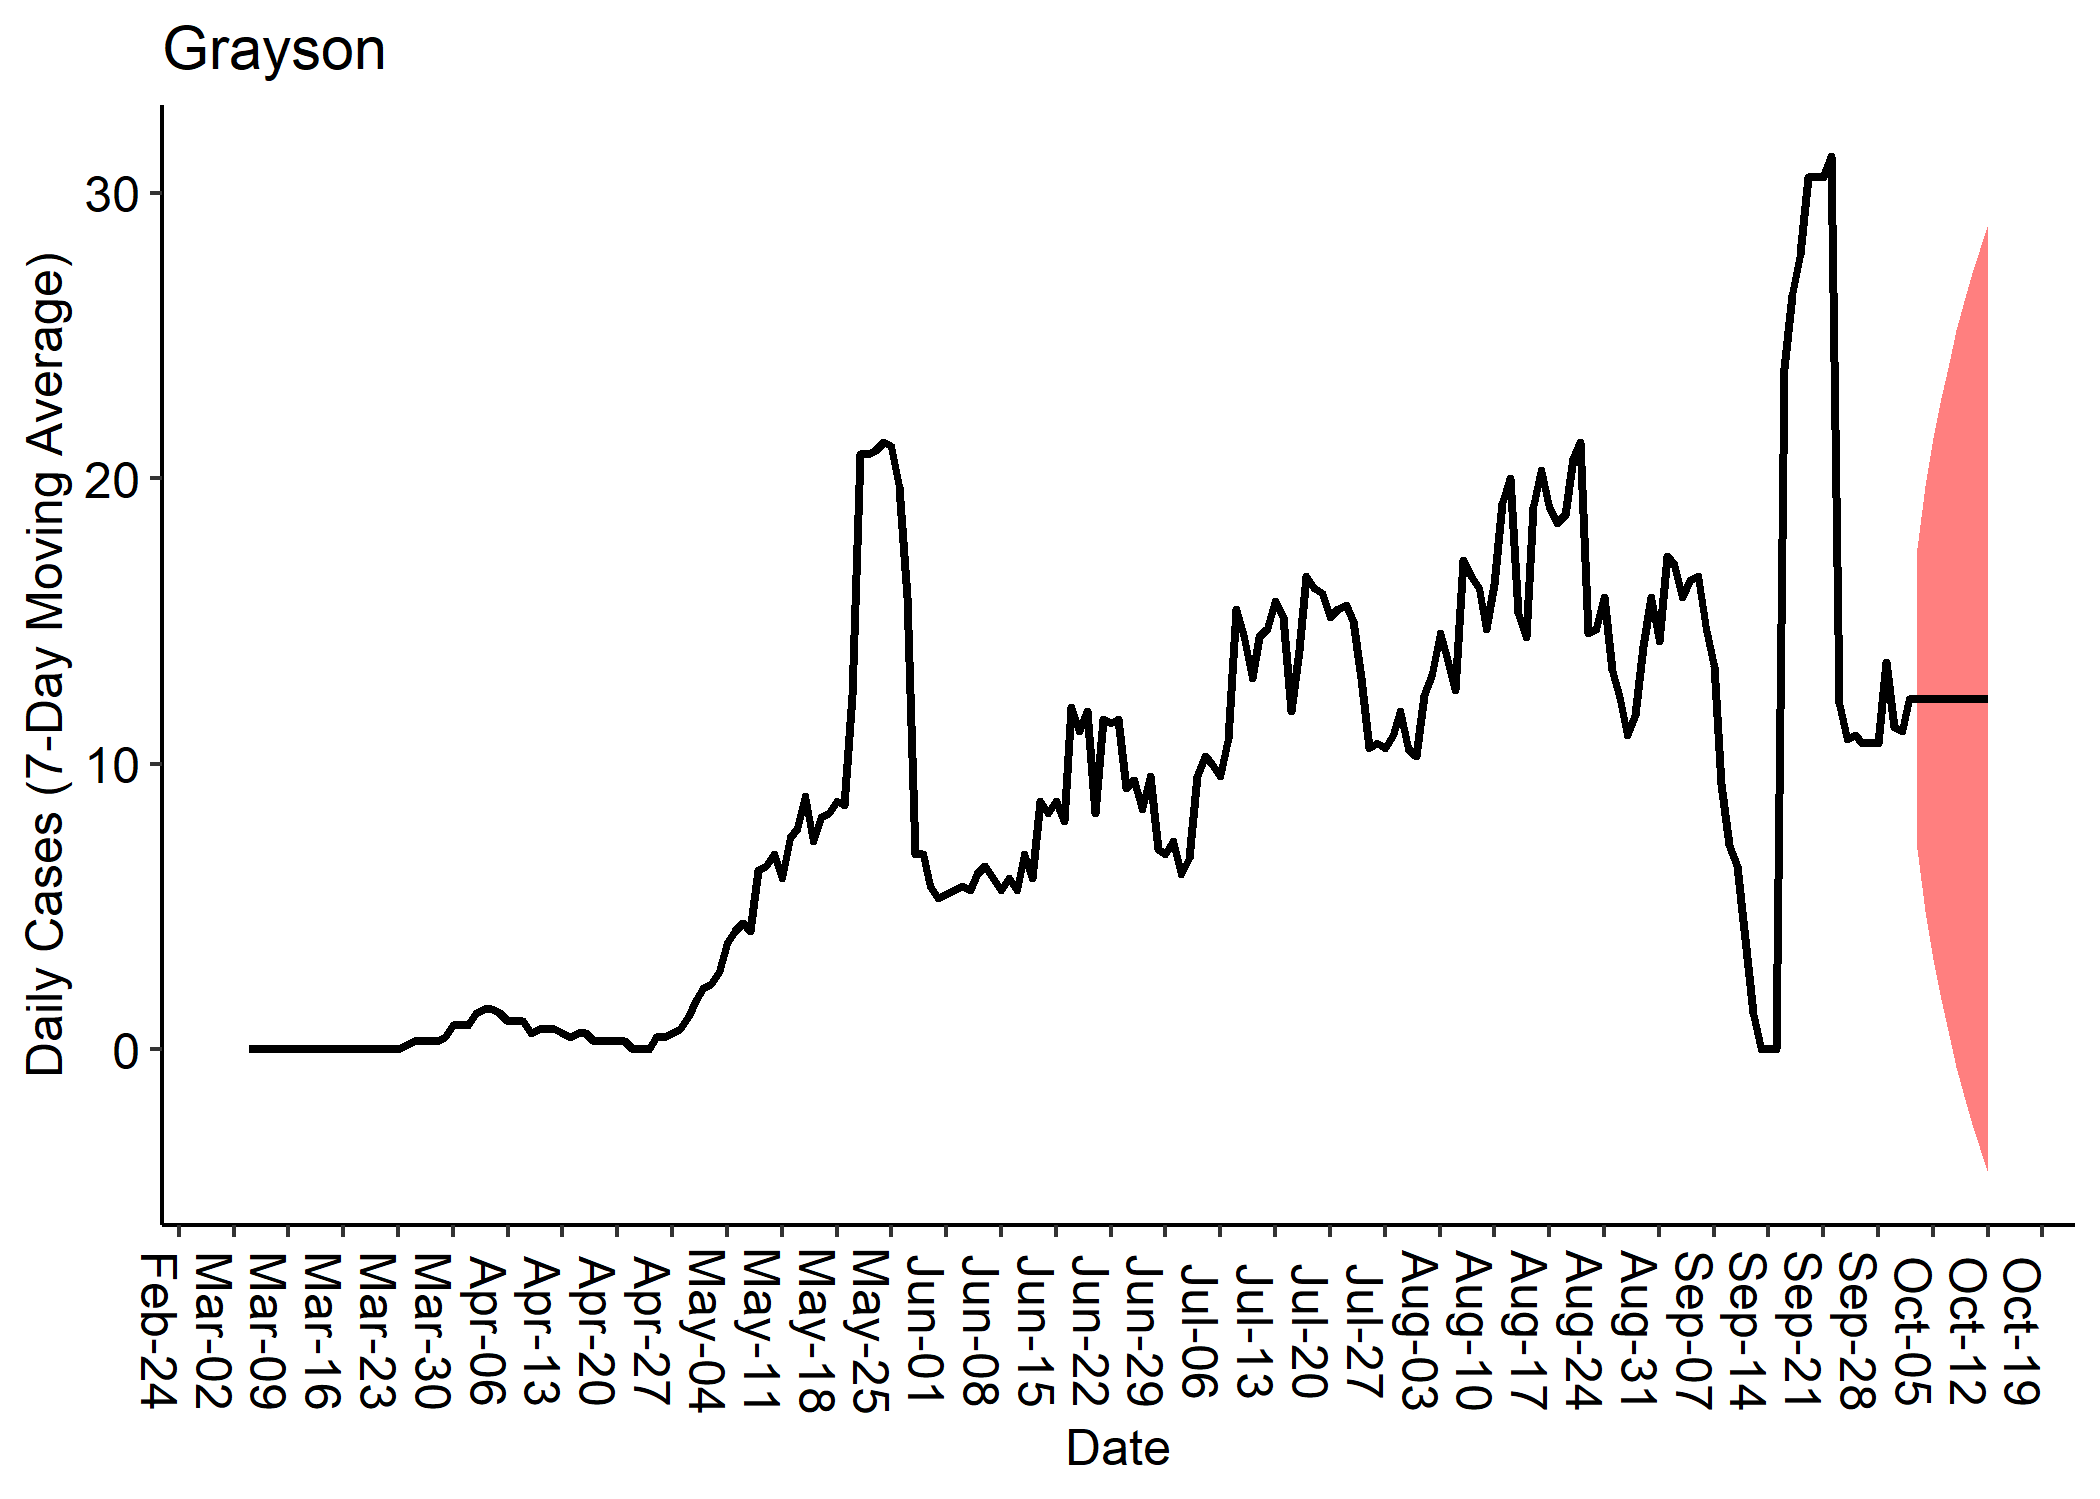 Grayson
Daily Cases (7-Day Moving Average)
30
20
10
0
Feb-24
Mar-02
Mar-09
Mar-16
Mar-23
Mar-30
Apr-06
Apr-13
Apr-20
Apr-27
May-04
May-11
May-18
May-25
Jun-01
Jun-08
Jun-15
Jun-22
Jun-29
Jul-06
Jul-13
Jul-20
Jul-27
Aug-03
Aug-10
Aug-17
Aug-24
Aug-31
Sep-07
Sep-14
Sep-21
Sep-28
Oct-05
Oct-12
Oct-19
Date